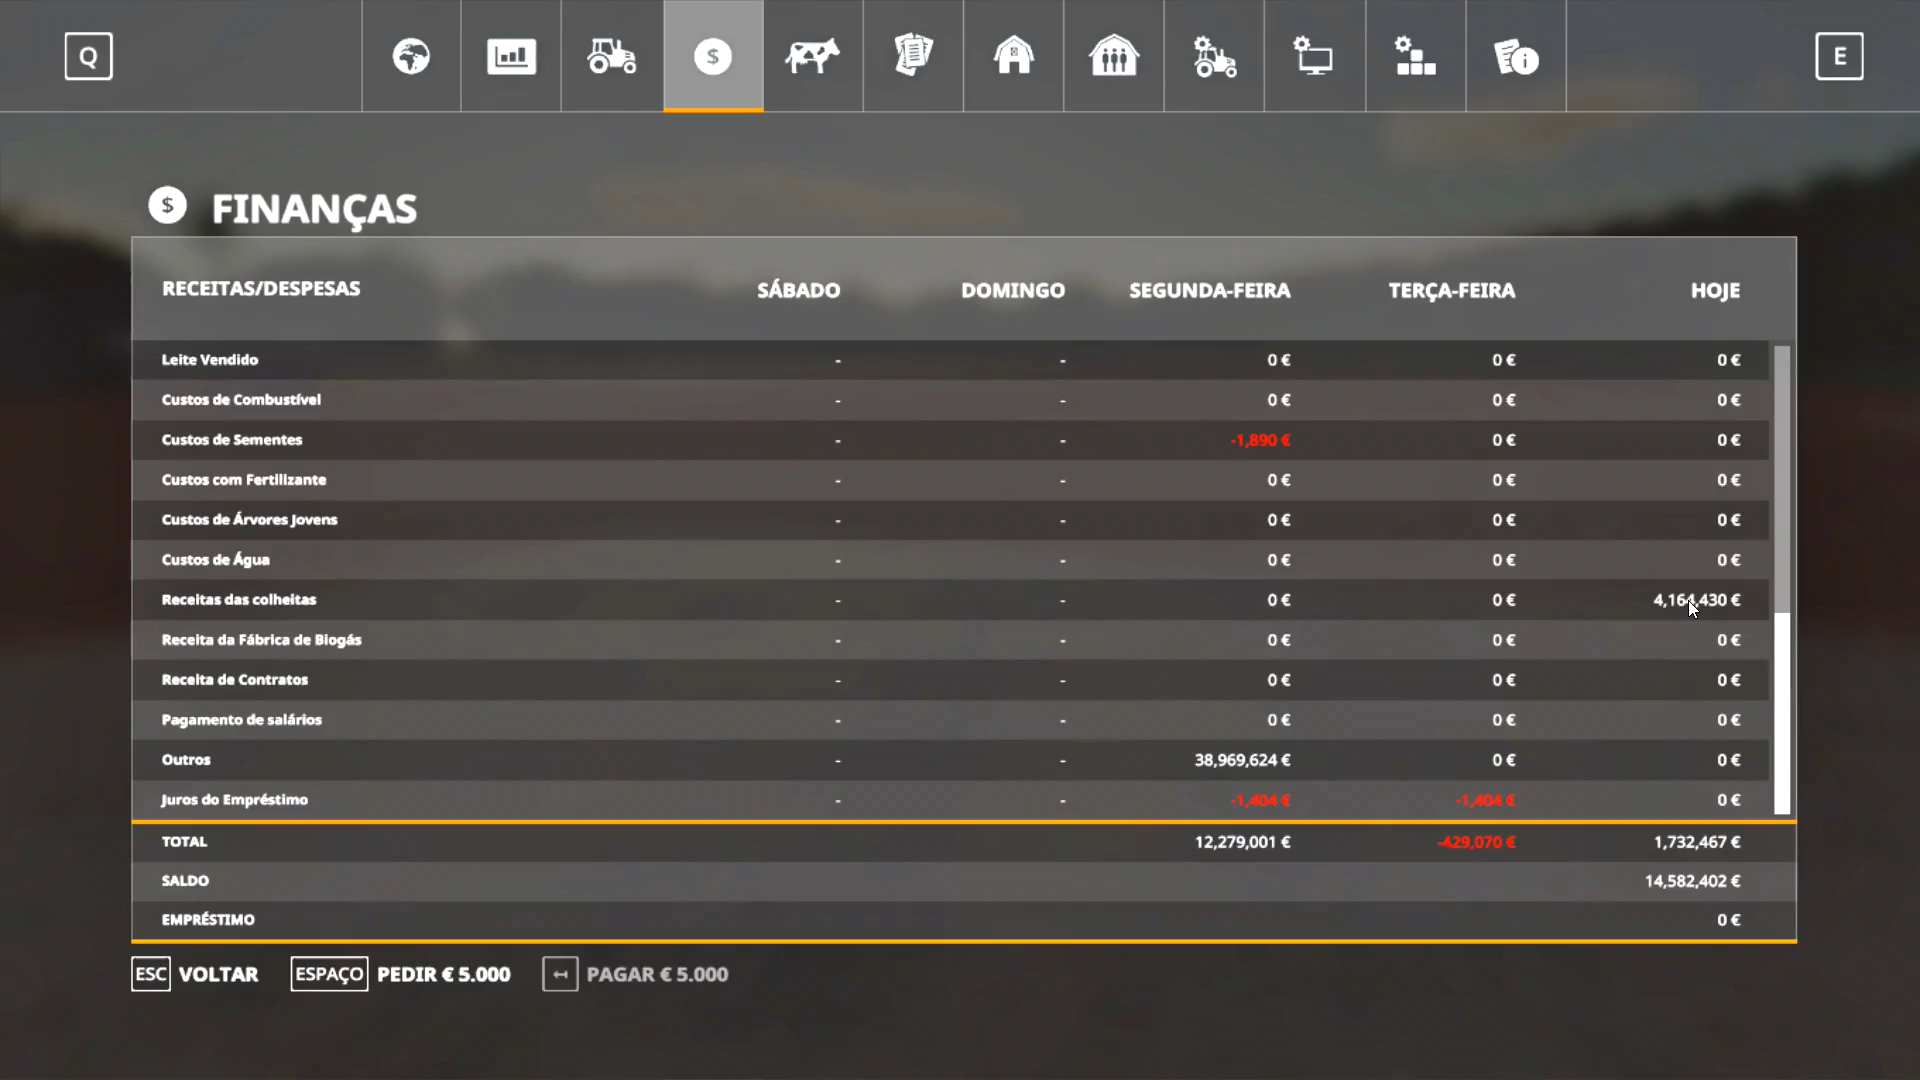 Q
$
E
$ FINANÇAS
RECEITAS/DESPESAS SÁBADO DOMINGO SEGUNDA-FEIRA TERÇA-FEIRA HOJE
Leite Vendido - - 0 € 0 € 0 €
Custos de Combustível - - 0 € 0 € 0 €
Custos de Sementes - - -1,890 € 0 € 0 €
Custos com Fertilizante - - 0 € 0 € 0 €
Custos de Árvores Jovens - - 0 € 0 € 0 €
Custos de Água - - 0 € 0 € 0 €
Receitas das colheitas - - 0 € 0 € 4,164,430 €
Receita da Fábrica de Biogás - - 0 € 0 € 0 €
Receita de Contratos - - 0 € 0 € 0 €
Pagamento de salários - - 0 € 0 € 0 €
Outros - - 38,969,624 € 0 € 0 €
Juros do Empréstimo - - -1,404 € -1,404 € 0 €
TOTAL 12,279,001 € -429,070 € 1,732,467 €
SALDO 14,582,402 €
EMPRÉSTIMO 0 €
ESC VOLTAR ESPAÇO PEDIR € 5.000 PAGAR € 5.000